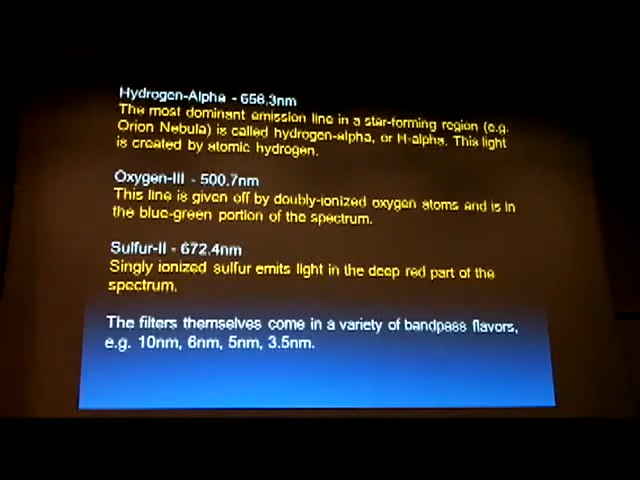 Hydrogen-Alpha - 656.3nm
The most dominant emission line in a star-forming region (e.g.
Orion Nebula) is called hydrogen-alpha, or H-alpha. This light
is created by atomic hydrogen.
Oxygen-III - 500.7nm
This line is given off by doubly-ionized oxygen atoms and is in
the blue-green portion of the spectrum.
Sulfur-II - 672.4nm
Singly ionized sulfur emits light in the deep red part of the
spectrum.
The filters themselves come in a variety of bandpass flavors,
e.g. 10nm, 6nm, 5nm, 3.5nm.